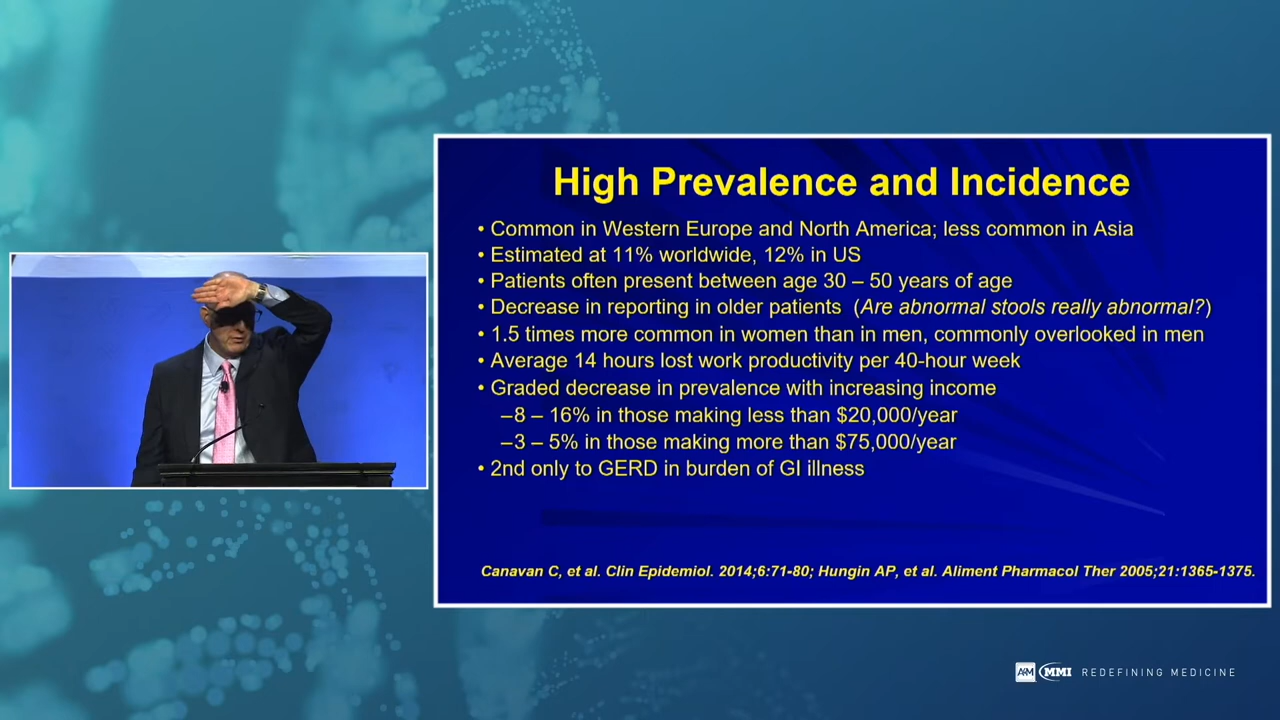 High Prevalence and Incidence
• Common in Western Europe and North America; less common in Asia
• Estimated at 11% worldwide, 12% in US
• Patients often present between age 30 – 50 years of age
• Decrease in reporting in older patients (Are abnormal stools really abnormal?)
• 1.5 times more common in women than in men, commonly overlooked in men
• Average 14 hours lost work productivity per 40-hour week
• Graded decrease in prevalence with increasing income
–8 – 16% in those making less than $20,000/year
–3 – 5% in those making more than $75,000/year
• 2nd only to GERD in burden of GI illness
Canavan C, et al. Clin Epidemiol. 2014;6:71-80; Hungin AP, et al. Aliment Pharmacol Ther 2005;21:1365-1375.
A4M MMI REDEFINING MEDICINE